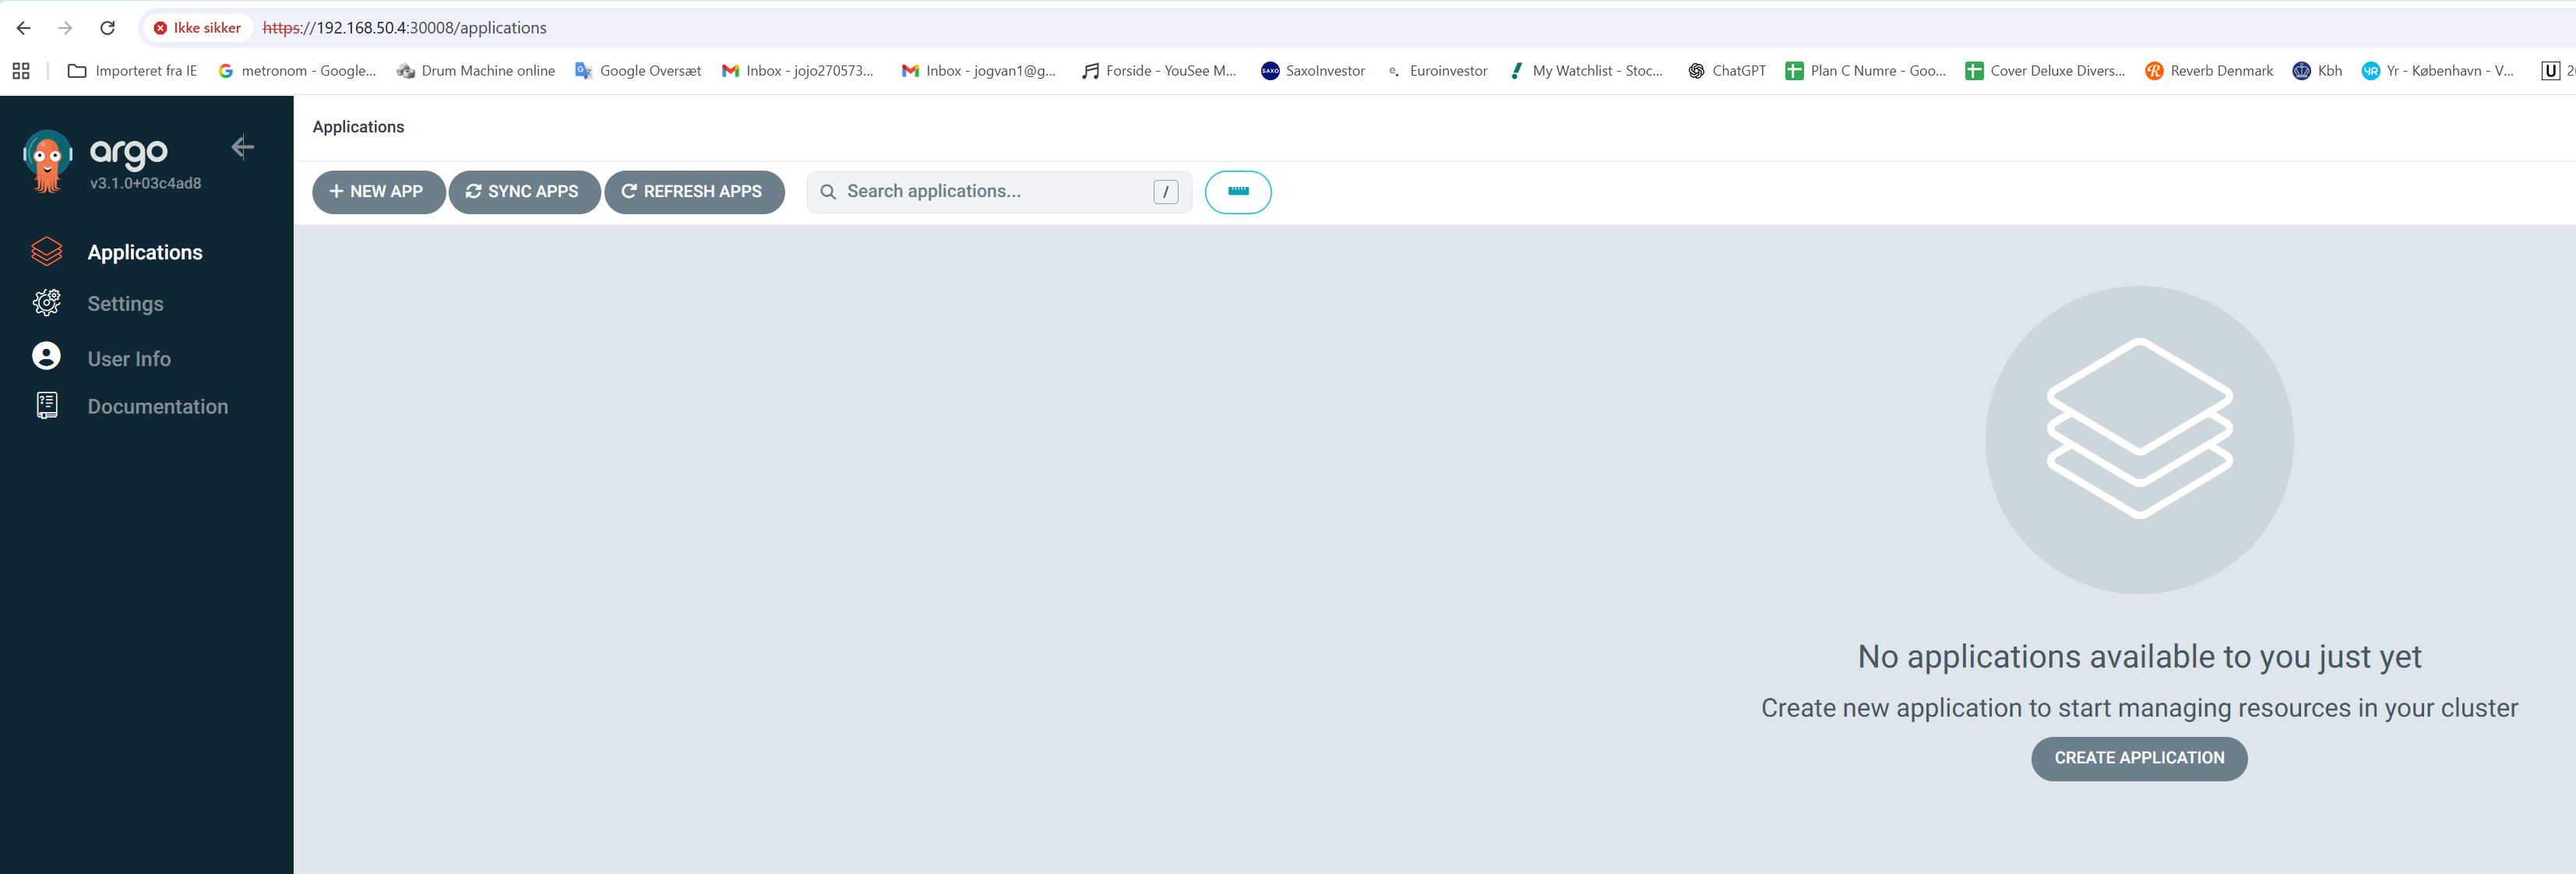 Ikke sikker https://192.168.50.4:30008/applications
Importeret fra IE metronom - Google... Drum Machine online Google Oversæt Inbox - jojo270573... Inbox - jogvan1@g... Forside - YouSee M... SAXO SaxoInvestor e. Euroinvestor My Watchlist - Stoc... ChatGPT Plan C Numre - Goo... Cover Deluxe Divers... Reverb Denmark Kbh YR Yr - København - V... U 2
argo
v3.1.0+03c4ad8
Applications
Settings
User Info
Documentation
Applications
+ NEW APP SYNC APPS REFRESH APPS Search applications... /
No applications available to you just yet
Create new application to start managing resources in your cluster
CREATE APPLICATION